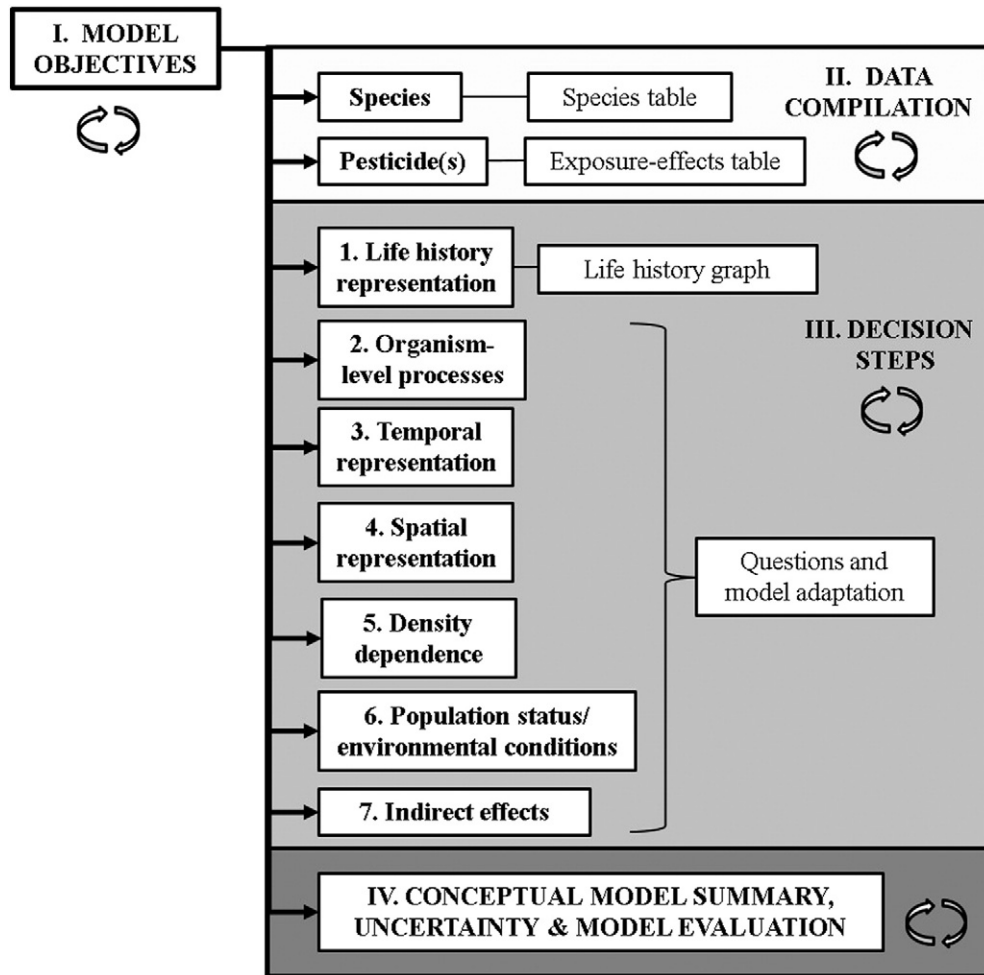 I. MODEL
OBJECTIVES
II. DATA
COMPILATION
Species
Species table
Pesticide(s)
Exposure-effects table
III. DECISION
STEPS
1. Life history
representation
Life history graph
2. Organism-
level processes
3. Temporal
representation
4. Spatial
representation
5. Density
dependence
6. Population status/
environmental conditions
7. Indirect effects
Questions and
model adaptation
IV. CONCEPTUAL MODEL SUMMARY,
UNCERTAINTY & MODEL EVALUATION